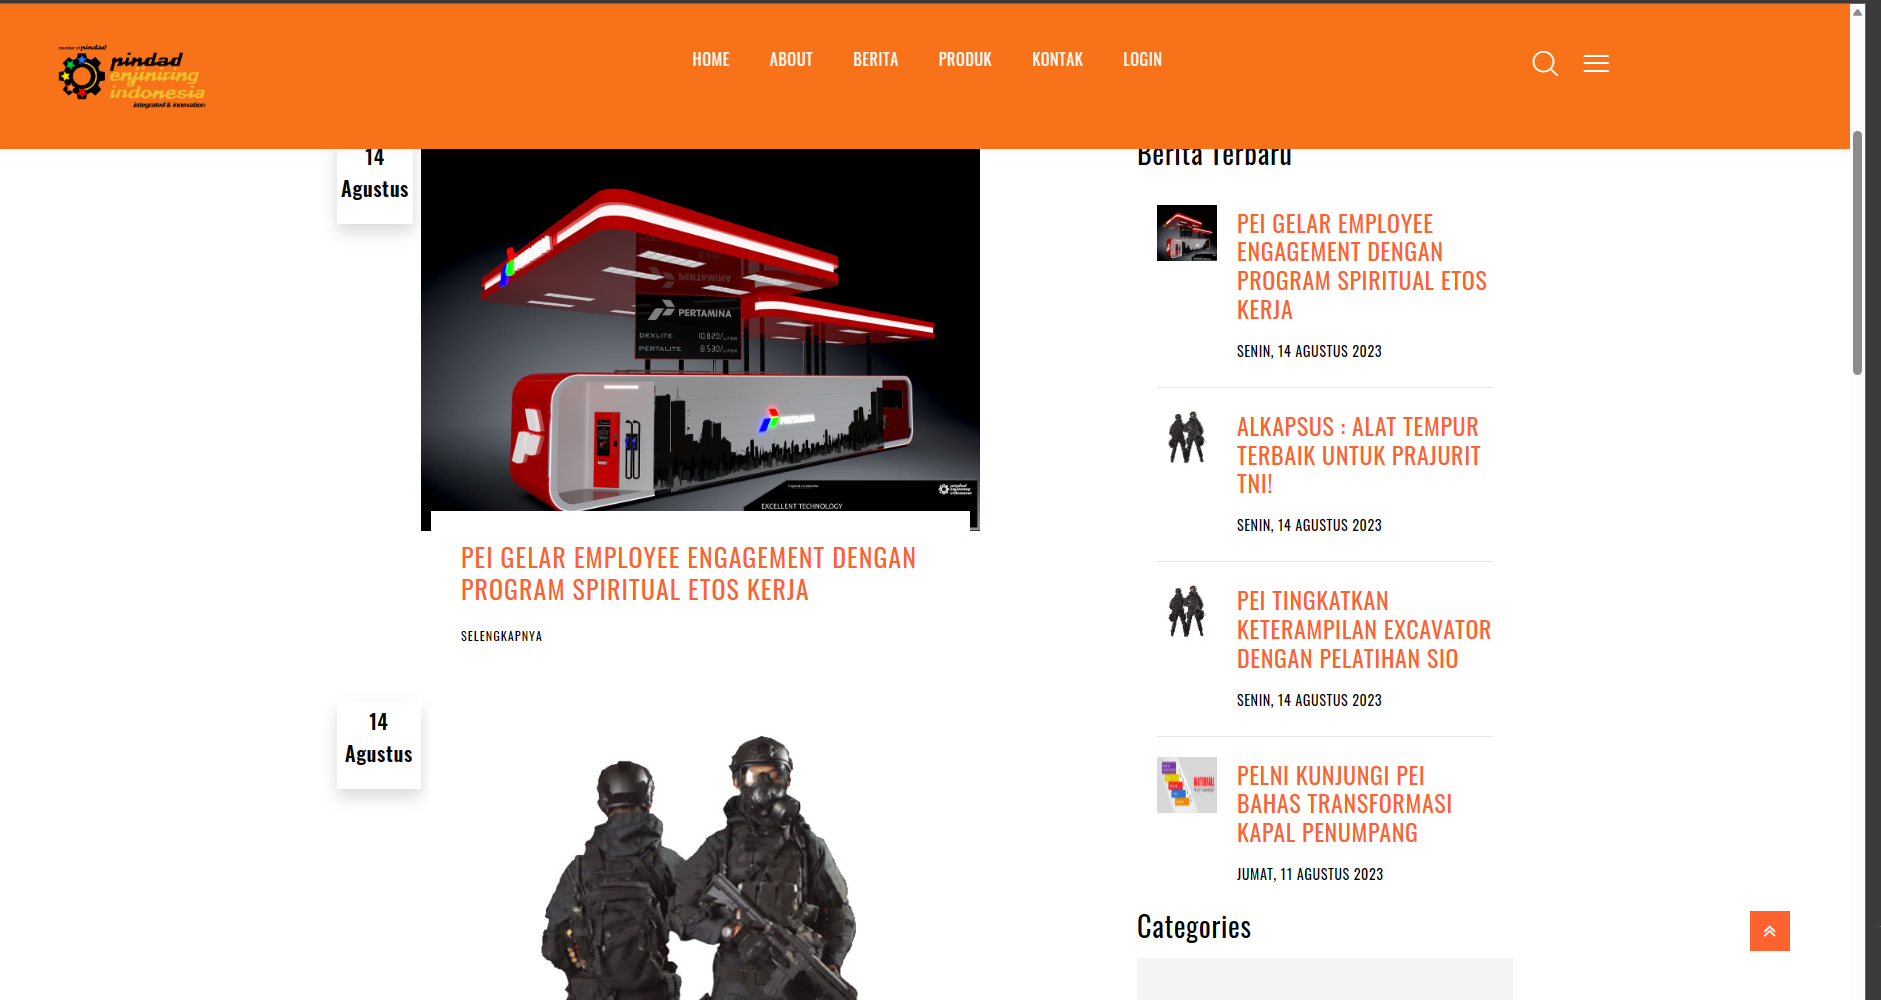 member of pindad
pindad
enjiniring
indonesia
integrated & innovation
HOME
ABOUT
BERITA
PRODUK
KONTAK
LOGIN
14
Agustus
PERTAMINA
DEXLITE 10.820/LITER
PERTALITE 8.530/LITER
PERTAMINA
EXCELLENT TECHNOLOGY
pindad
enjiniring
indonesia
PEI GELAR EMPLOYEE ENGAGEMENT DENGAN
PROGRAM SPIRITUAL ETOS KERJA
SELENGKAPNYA
14
Agustus
Berita Terbaru
PEI GELAR EMPLOYEE
ENGAGEMENT DENGAN
PROGRAM SPIRITUAL ETOS
KERJA
SENIN, 14 AGUSTUS 2023
ALKAPSUS : ALAT TEMPUR
TERBAIK UNTUK PRAJURIT
TNI!
SENIN, 14 AGUSTUS 2023
PEI TINGKATKAN
KETERAMPILAN EXCAVATOR
DENGAN PELATIHAN SIO
SENIN, 14 AGUSTUS 2023
WATERFALL
PELNI KUNJUNGI PEI
BAHAS TRANSFORMASI
KAPAL PENUMPANG
JUMAT, 11 AGUSTUS 2023
Categories